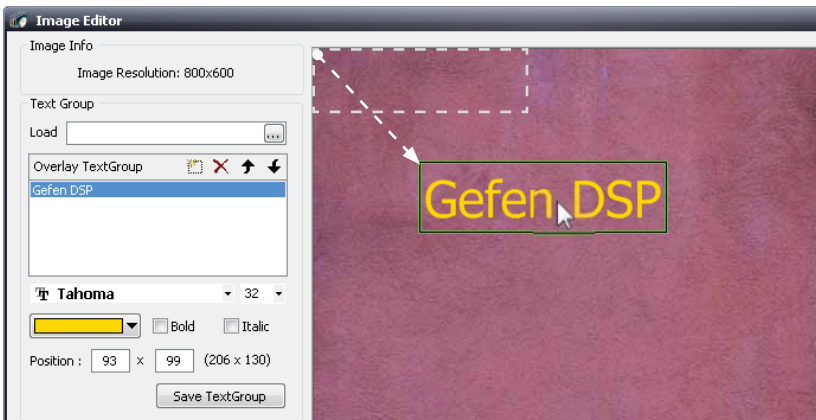 Image Editor
Image Info
Image Resolution: 800x600
Text Group
Load
...
Overlay TextGroup
Gefen DSP
Tahoma
32
Bold
Italic
Position : 93 x 99 (206 x 130)
Save TextGroup
Gefen DSP